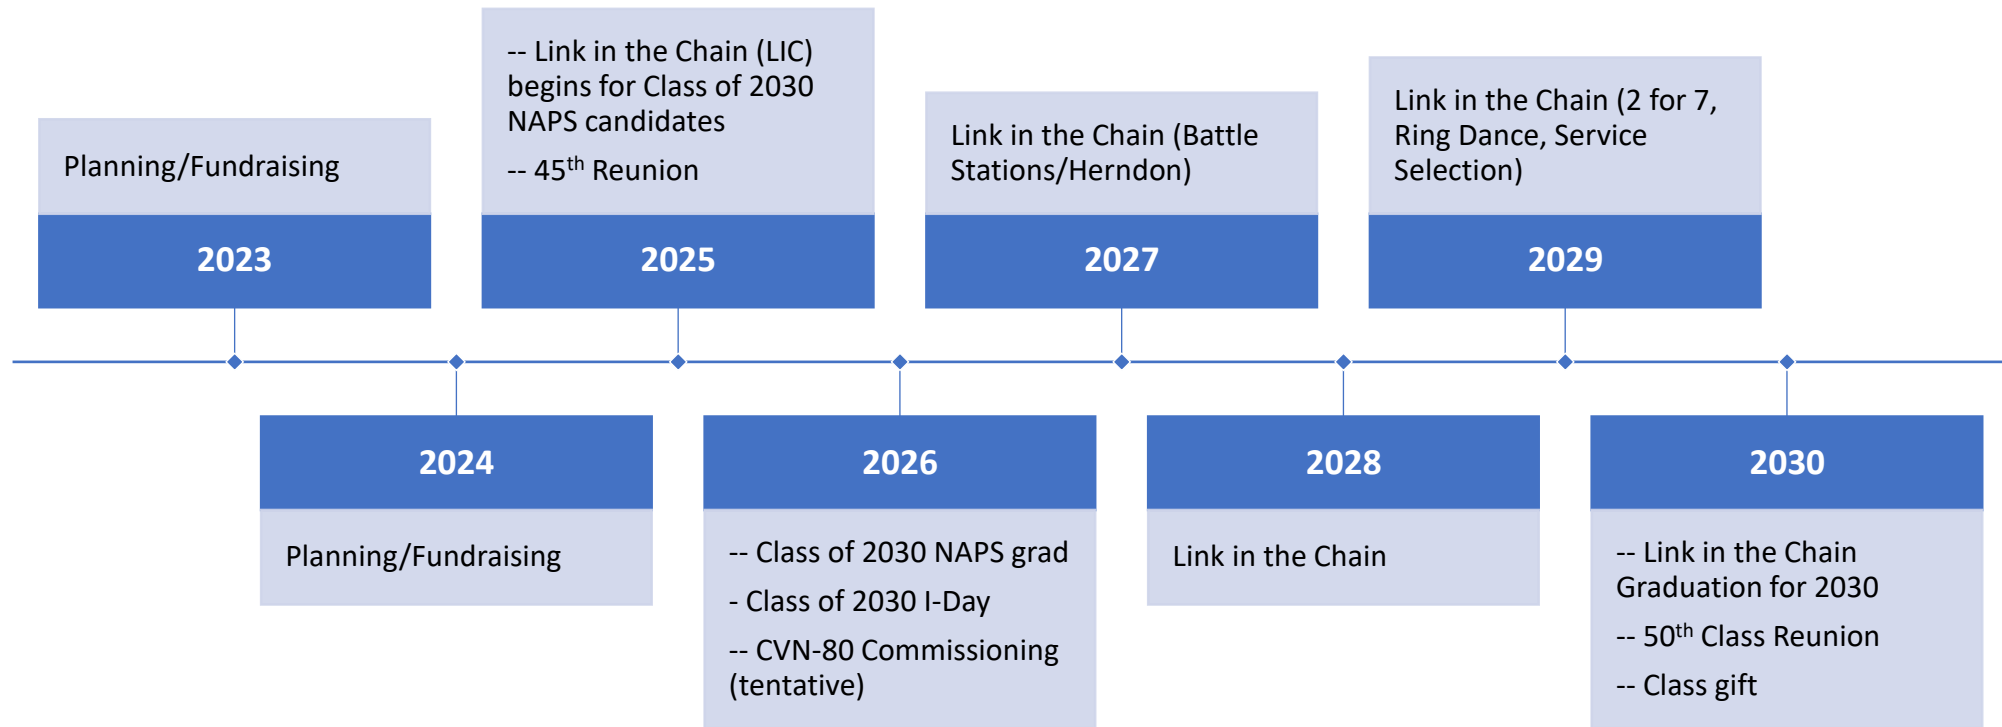 Planning/Fundraising
2023
2024
Planning/Fundraising
-- Link in the Chain (LIC)
begins for Class of 2030
NAPS candidates
-- 45th Reunion
2025
2026
-- Class of 2030 NAPS grad
- Class of 2030 I-Day
-- CVN-80 Commissioning
(tentative)
Link in the Chain (Battle
Stations/Herndon)
2027
2028
Link in the Chain
Link in the Chain (2 for 7,
Ring Dance, Service
Selection)
2029
2030
-- Link in the Chain
Graduation for 2030
-- 50th Class Reunion
-- Class gift